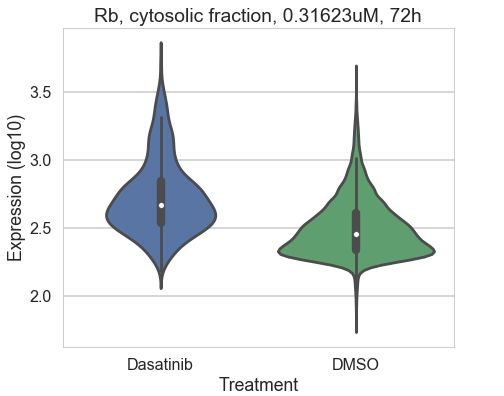 Rb, cytosolic fraction, 0.31623uM, 72h
Expression (log10)
3.5
3.0
2.5
2.0
Dasatinib DMSO
Treatment